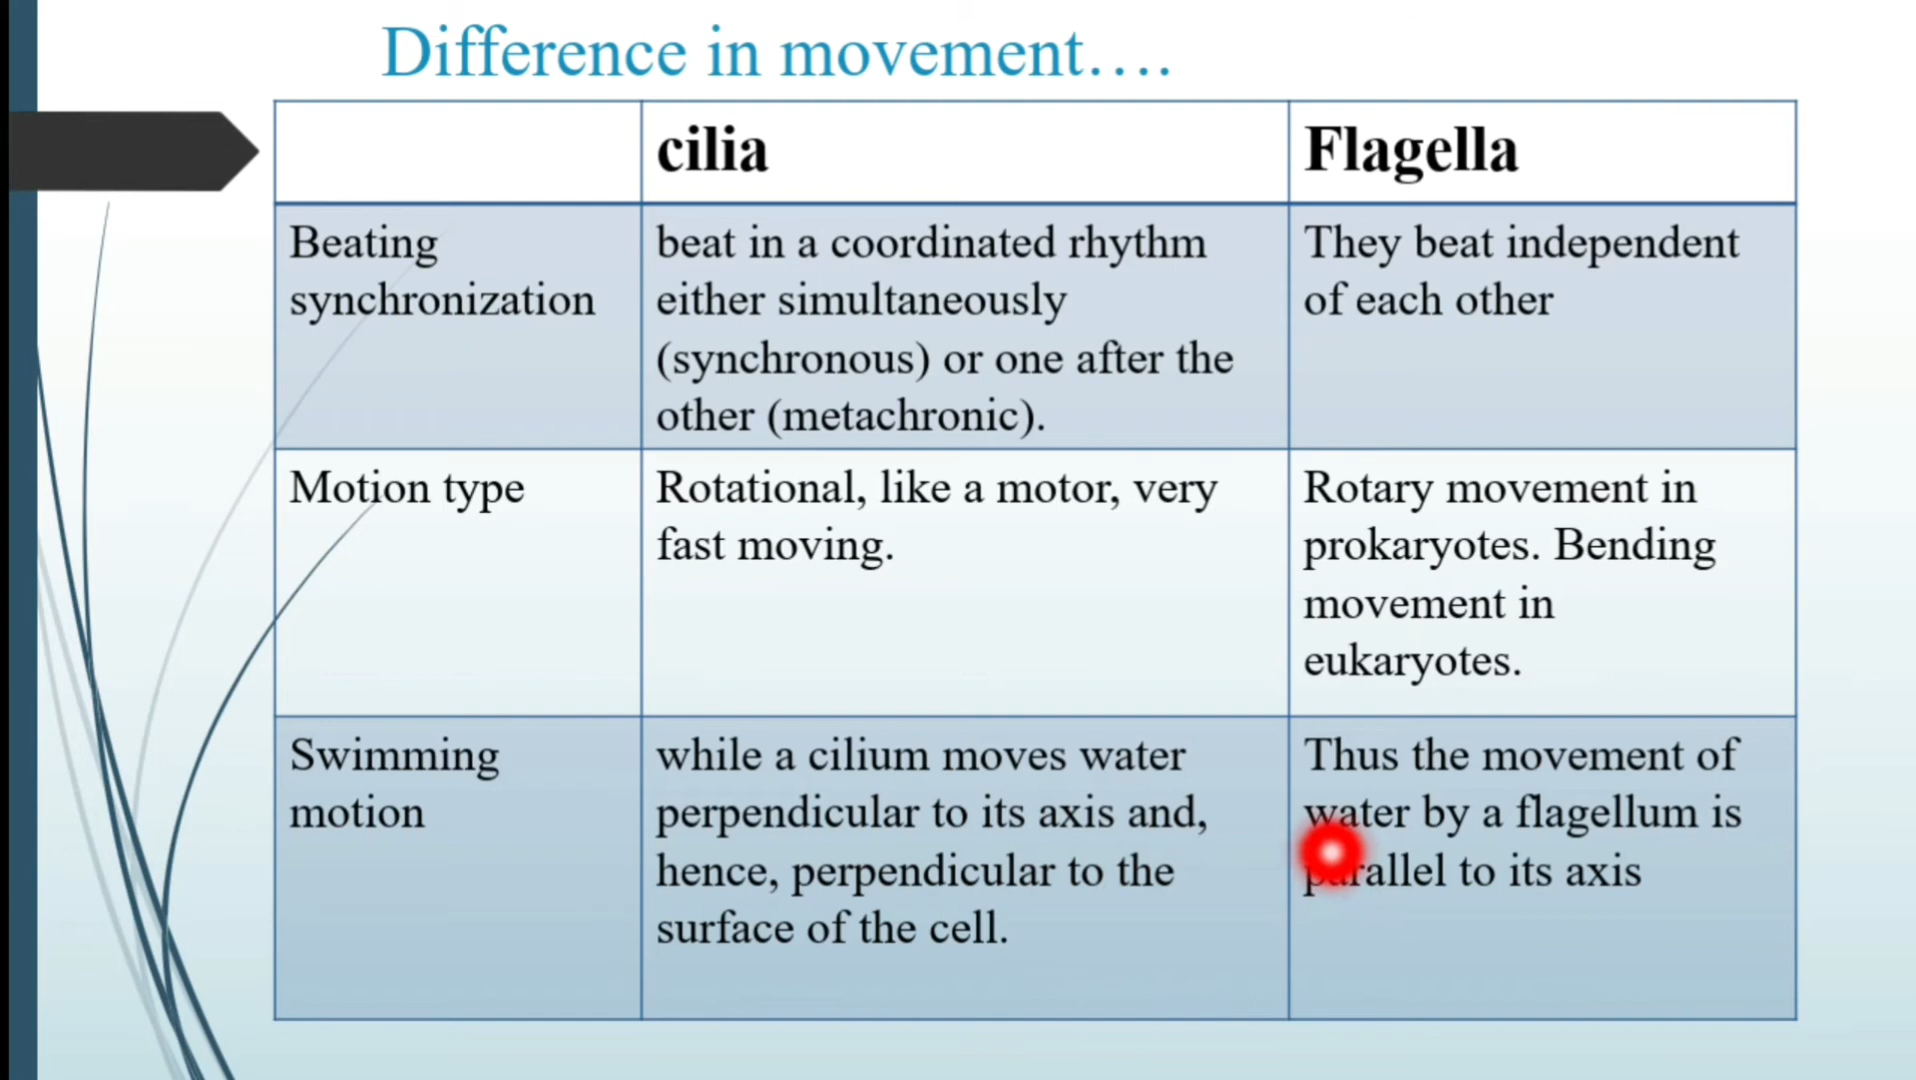 Difference in movement....
cilia
Flagella
Beating
synchronization
beat in a coordinated rhythm
either simultaneously
(synchronous) or one after the
other (metachronic).
They beat independent
of each other
Motion type
Rotational, like a motor, very
fast moving.
Rotary movement in
prokaryotes. Bending
movement in
eukaryotes.
Swimming
motion
while a cilium moves water
perpendicular to its axis and,
hence, perpendicular to the
surface of the cell.
Thus the movement of
water by a flagellum is
parallel to its axis